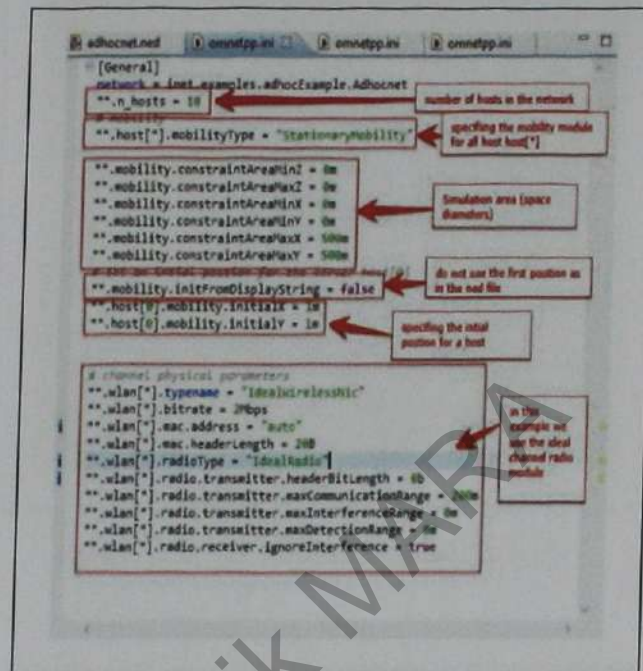 adhocnet.ned omnetpp.ini omnetpp.ini omnetpp.ini
[General]
network = inet.examples.adhocExample.Adhocnet
**.n_hosts = 10
number of hosts in the network
# mobility
**.host[*].mobilityType = "StationaryMobility"
specifing the mobility module
for all host host[*]
**.mobility.constraintAreaMinZ = 0m
**.mobility.constraintAreaMaxZ = 0m
**.mobility.constraintAreaMinX = 0m
**.mobility.constraintAreaMinY = 0m
**.mobility.constraintAreaMaxX = 500m
**.mobility.constraintAreaMaxY = 500m
Simulation area (space
diameters)
**.mobility.initFromDisplayString = false
do not use the first position as
in the ned file
**.host[0].mobility.initialX = 1m
**.host[0].mobility.initialY = 1m
specifing the intial
postion for a host
# channel physical parameters
**.wlan[*].typename = "IdealWirelessNic"
**.wlan[*].bitrate = 2Mbps
**.wlan[*].mac.address = "auto"
**.wlan[*].mac.headerLength = 20B
**.wlan[*].radioType = "IdealRadio"
**.wlan[*].radio.transmitter.headerBitLength = 0b
**.wlan[*].radio.transmitter.maxCommunicationRange = 200m
**.wlan[*].radio.transmitter.maxInterferenceRange = 0m
**.wlan[*].radio.transmitter.maxDetectionRange = 0m
**.wlan[*].radio.receiver.ignoreInterference = true
in this
example we
use the ideal
channel radio
module
ik MARA